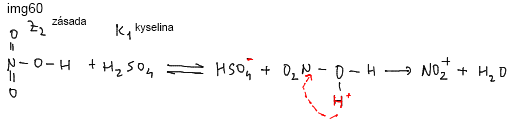 img60
Z₂ zásada K₁ kyselina
O
N – O – H + H₂SO₄ ⇌ HSO₄⁻ + O₂N – O – H → NO₂⁺ + H₂O
O H⁺